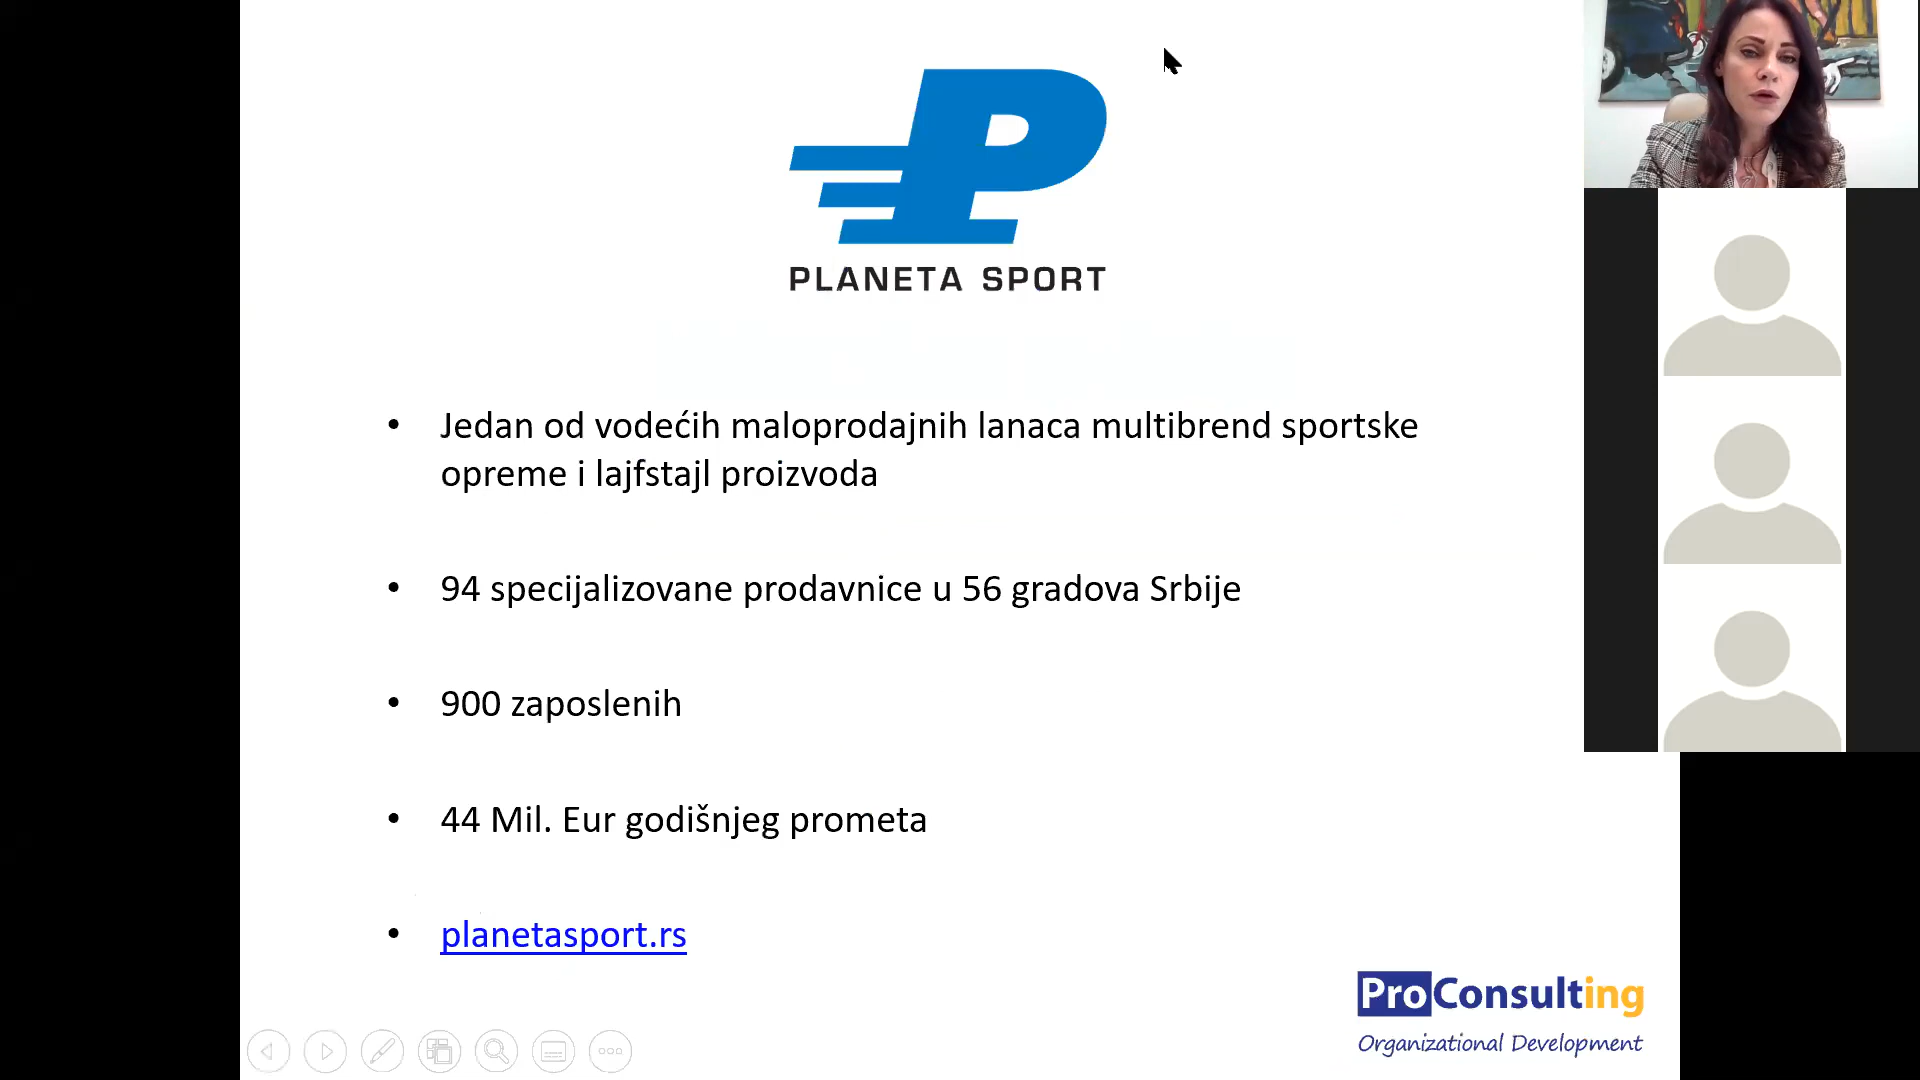 PLANETA SPORT
• Jedan od vodećih maloprodajnih lanaca multibrend sportske
opreme i lajfstajl proizvoda
• 94 specijalizovane prodavnice u 56 gradova Srbije
• 900 zaposlenih
• 44 Mil. Eur godišnjeg prometa
• planetasport.rs
ProConsulting
Organizational Development